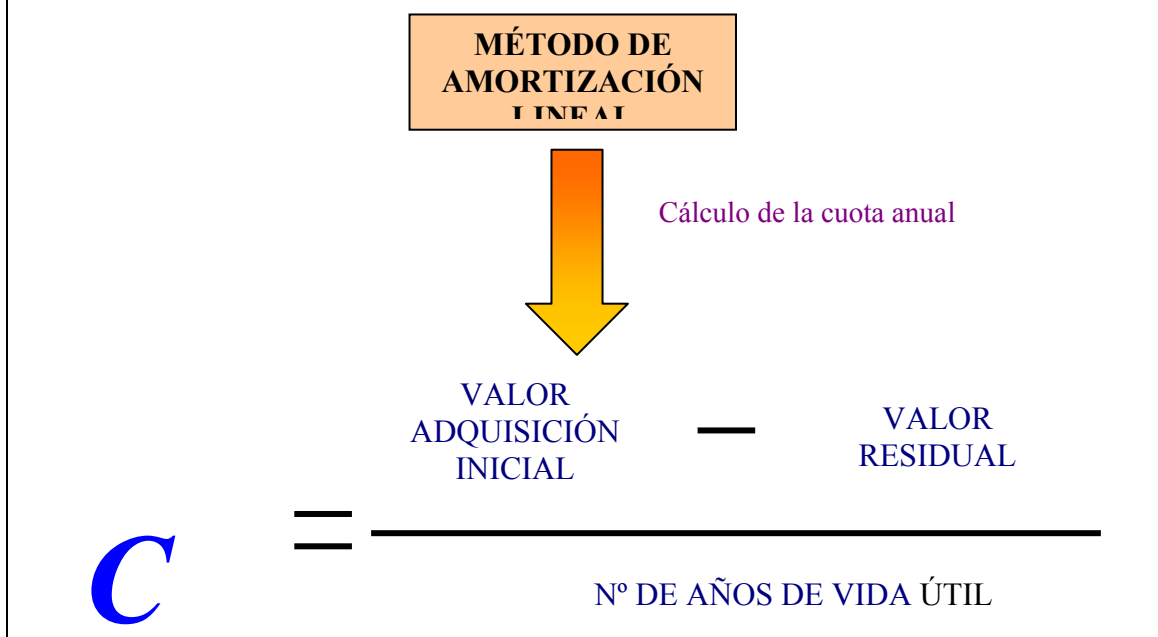 MÉTODO DE
AMORTIZACIÓN
LINEAL
Cálculo de la cuota anual
VALOR
ADQUISICIÓN
INICIAL
—
VALOR
RESIDUAL
C
=
Nº DE AÑOS DE VIDA ÚTIL